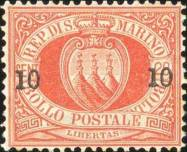 REP. DI S. MARINO
10 10
BOLLO POSTALE
LIBERTAS